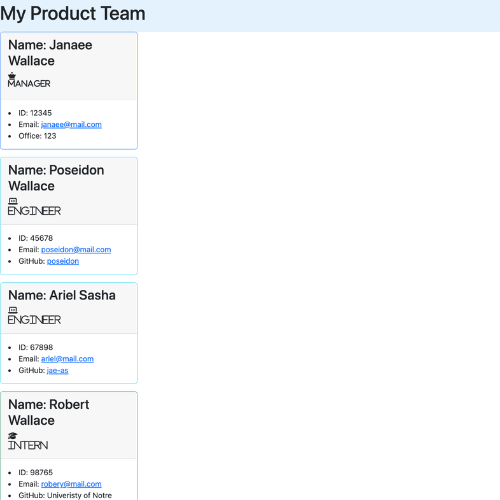 My Product Team
Name: Janaee
Wallace
MANAGER
ID: 12345
Email: janaee@mail.com
Office: 123
Name: Poseidon
Wallace
ENGINEER
ID: 45678
Email: poseidon@mail.com
GitHub: poseidon
Name: Ariel Sasha
ENGINEER
ID: 67898
Email: ariel@mail.com
GitHub: jae-as
Name: Robert
Wallace
INTERN
ID: 98765
Email: robery@mail.com
GitHub: Univeristy of Notre